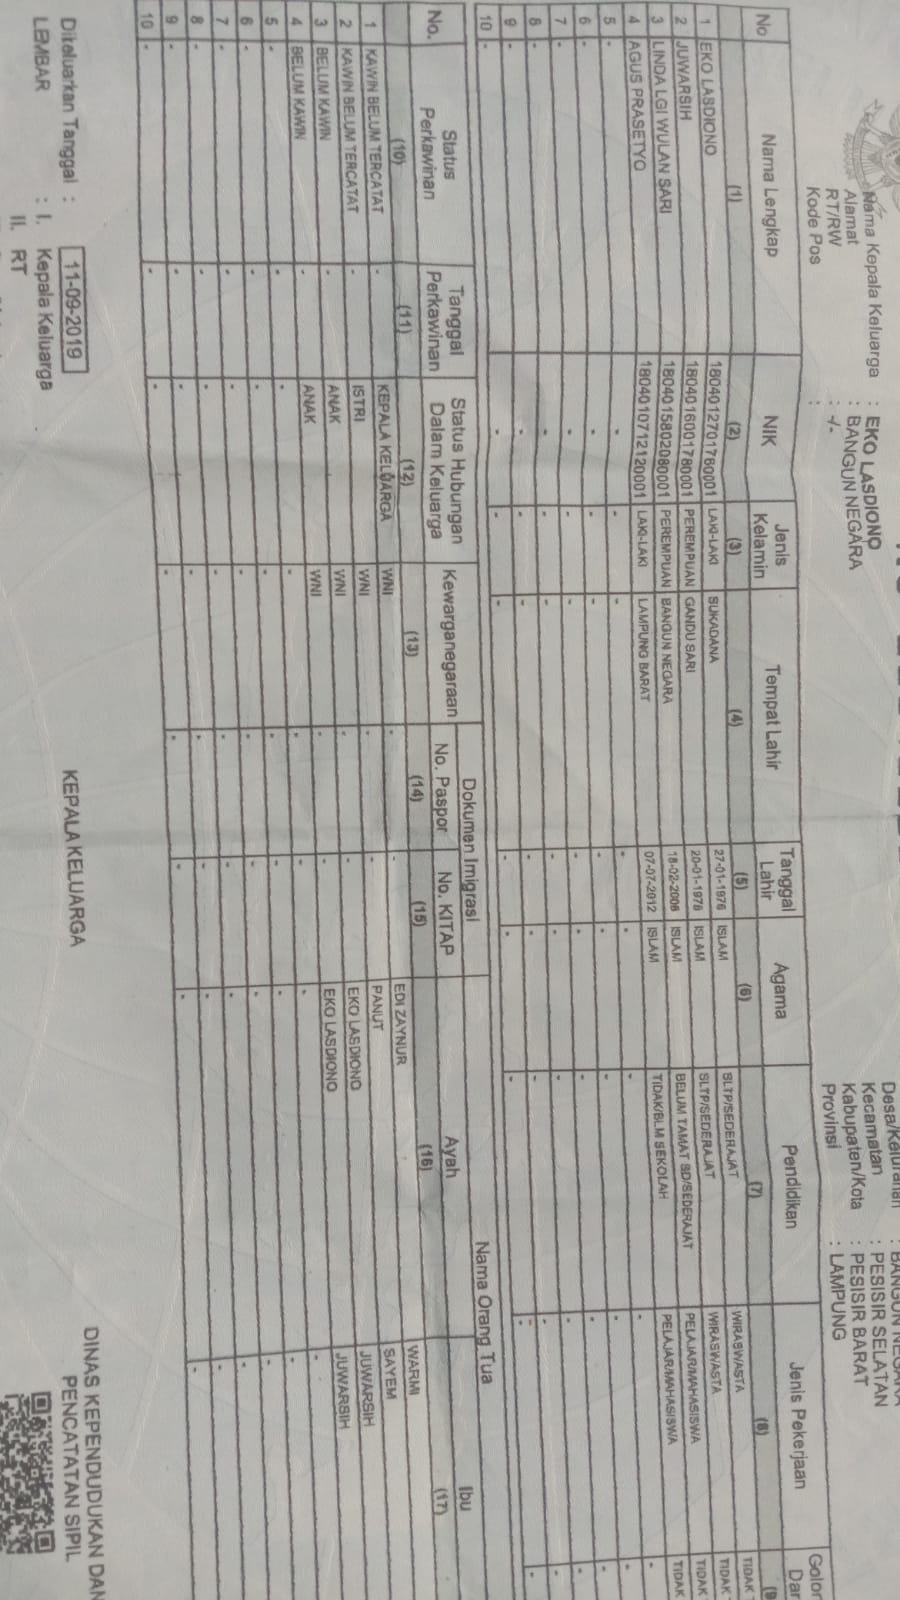 Nama Kepala Keluarga : EKO LASDIONO
Alamat : BANGUN NEGARA
RT/RW : -/-
Kode Pos :
Desa/Kelurahan : BANGUN NEGARA
Kecamatan : PESISIR SELATAN
Kabupaten/Kota : PESISIR BARAT
Provinsi : LAMPUNG
No Nama Lengkap NIK Jenis Kelamin Tempat Lahir Tanggal Lahir Agama Pendidikan Jenis Pekerjaan
(1) (2) (3) (4) (5) (6) (7) (8)
1 EKO LASDIONO 1804012701760001 LAKI-LAKI SUKADANA 27-01-1976 ISLAM SLTP/SEDERAJAT WIRASWASTA TIDAK
2 JUWARSIH 1804016001780001 PEREMPUAN GANDU SARI 20-01-1978 ISLAM SLTP/SEDERAJAT WIRASWASTA TIDAK
3 LINDA LGI WULAN SARI 1804015802080001 PEREMPUAN BANGUN NEGARA 18-02-2008 ISLAM BELUM TAMAT SD/SEDERAJAT PELAJAR/MAHASISWA TIDAK
4 AGUS PRASETYO 1804010712120001 LAKI-LAKI LAMPUNG BARAT 07-07-2012 ISLAM TIDAK/BLM SEKOLAH PELAJAR/MAHASISWA TIDAK
5 - - - - - - - - -
6 - - - - - - - - -
7 - - - - - - - - -
8 - - - - - - - - -
9 - - - - - - - - -
10 - - - - - - - - -
No. Status Perkawinan Tanggal Perkawinan Status Hubungan Dalam Keluarga Kewarganegaraan Dokumen Imigrasi Nama Orang Tua
No. Paspor No. KITAP Ayah Ibu
(10) (11) (12) (13) (14) (15) (16) (17)
1 KAWIN BELUM TERCATAT - KEPALA KELUARGA WNI - - EDI ZAYNUR WARMI
2 KAWIN BELUM TERCATAT - ISTRI WNI - - PANUT SAYEM
3 BELUM KAWIN - ANAK WNI - - EKO LASDIONO JUWARSIH
4 BELUM KAWIN - ANAK WNI - - EKO LASDIONO JUWARSIH
5 - - - - - - - -
6 - - - - - - - -
7 - - - - - - - -
8 - - - - - - - -
9 - - - - - - - -
10 - - - - - - - -
Dikeluarkan Tanggal : 11-09-2019
LEMBAR : I. Kepala Keluarga
II. RT
KEPALA KELUARGA
DINAS KEPENDUDUKAN DAN
PENCATATAN SIPIL